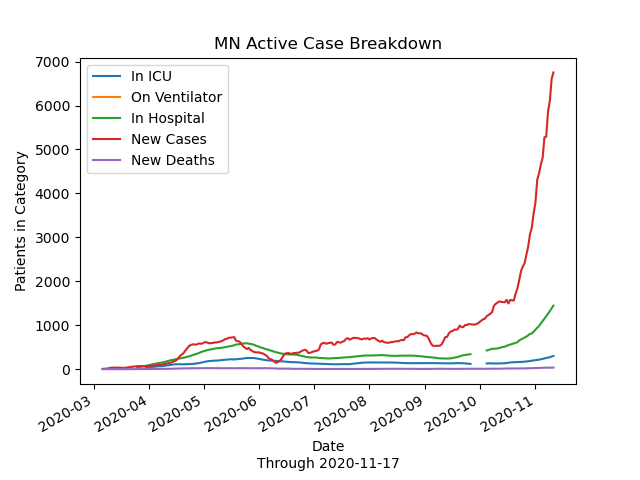 MN Active Case Breakdown
Patients in Category
7000
6000
5000
4000
3000
2000
1000
0
In ICU
On Ventilator
In Hospital
New Cases
New Deaths
2020-03
2020-04
2020-05
2020-06
2020-07
2020-08
2020-09
2020-10
2020-11
Date
Through 2020-11-17